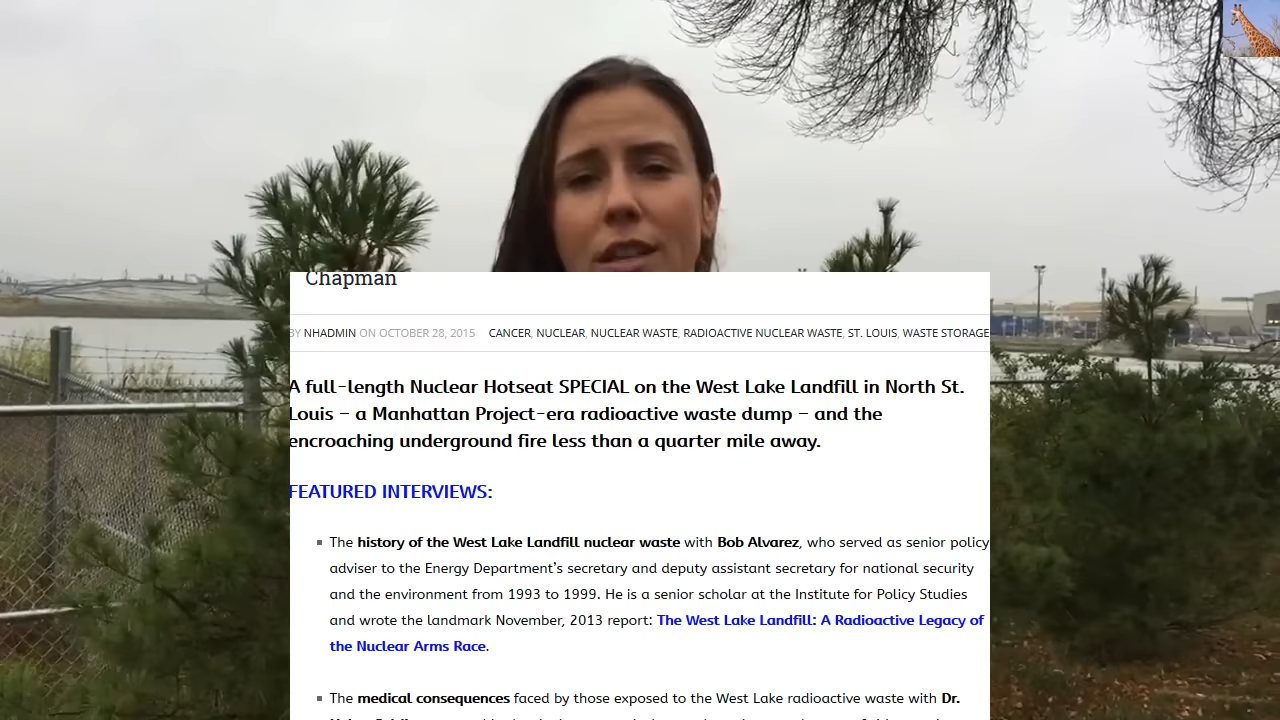 Chapman
BY NHADMIN ON OCTOBER 28, 2015 CANCER, NUCLEAR, NUCLEAR WASTE, RADIOACTIVE NUCLEAR WASTE, ST. LOUIS, WASTE STORAGE
A full-length Nuclear Hotseat SPECIAL on the West Lake Landfill in North St.
Louis – a Manhattan Project-era radioactive waste dump – and the
encroaching underground fire less than a quarter mile away.
FEATURED INTERVIEWS:
The history of the West Lake Landfill nuclear waste with Bob Alvarez, who served as senior policy
adviser to the Energy Department's secretary and deputy assistant secretary for national security
and the environment from 1993 to 1999. He is a senior scholar at the Institute for Policy Studies
and wrote the landmark November, 2013 report: The West Lake Landfill: A Radioactive Legacy of
the Nuclear Arms Race.
The medical consequences faced by those exposed to the West Lake radioactive waste with Dr.